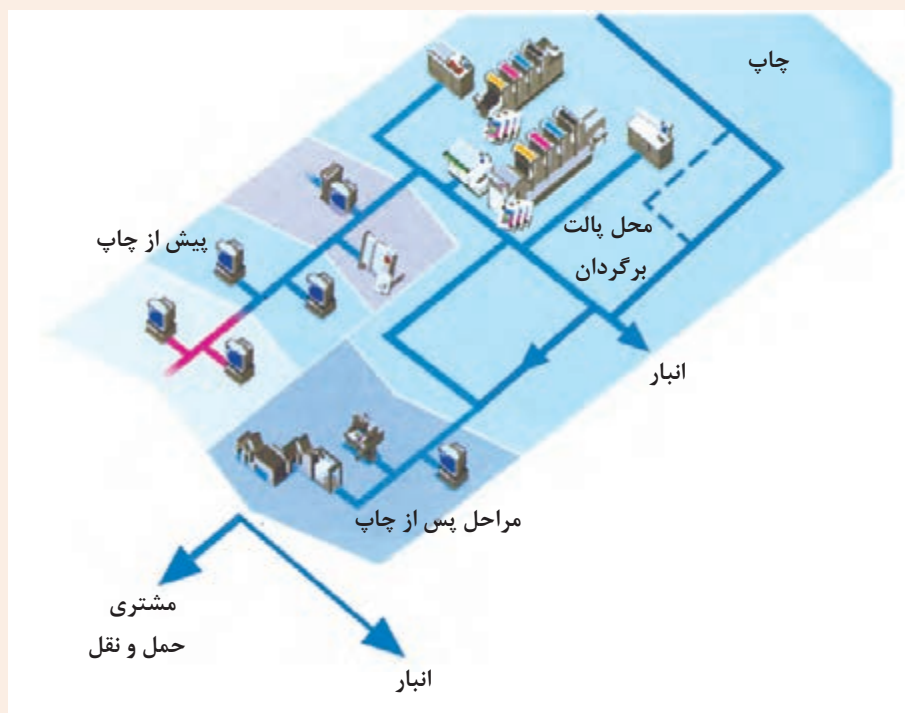 چاپ
محل پالت
برگردان
پیش از چاپ
انبار
مراحل پس از چاپ
مشتری
حمل و نقل
انبار